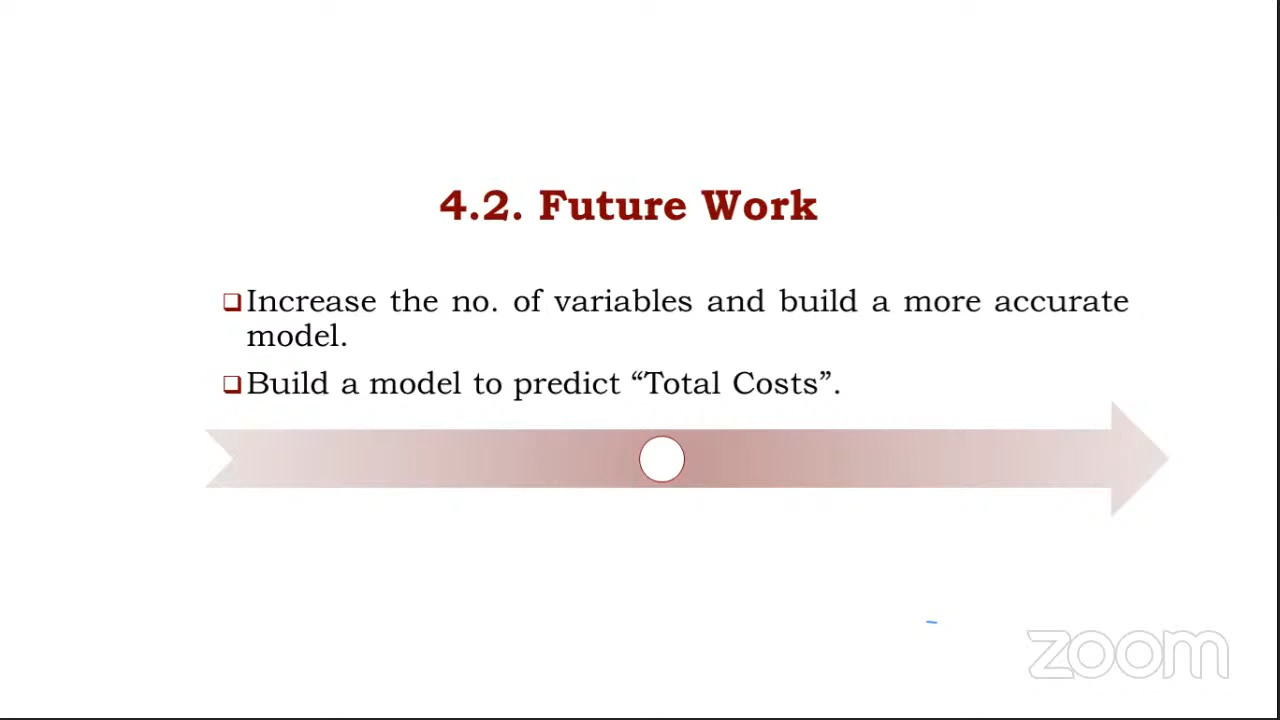 4.2. Future Work
Increase the no. of variables and build a more accurate
model.
Build a model to predict “Total Costs”.
zoom